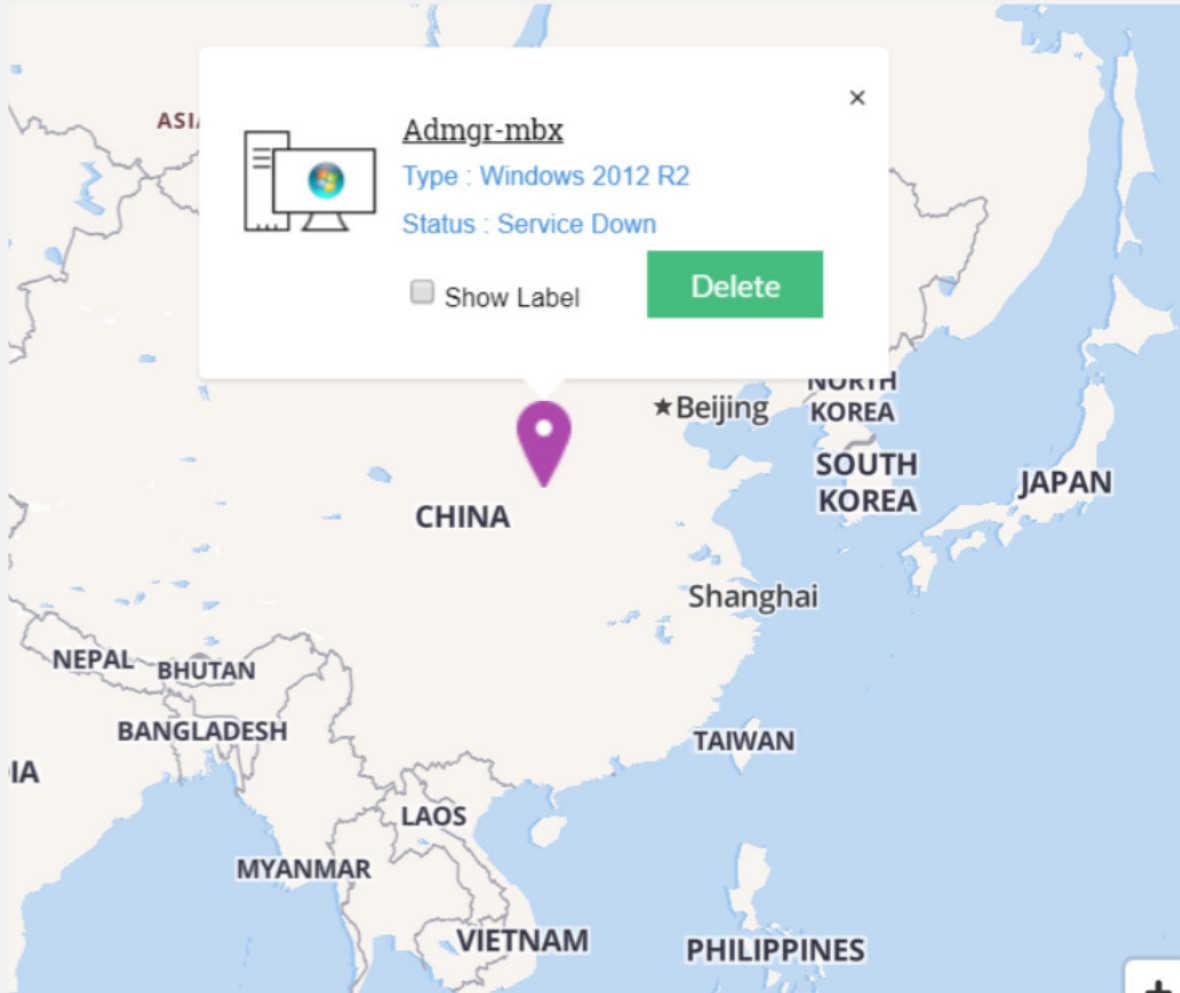 ASI
Admgr-mbx
×
Type : Windows 2012 R2
Status : Service Down
Show Label
Delete
NORTH
KOREA
★Beijing
SOUTH
KOREA
JAPAN
CHINA
Shanghai
NEPAL
BHUTAN
BANGLADESH
TAIWAN
IA
LAOS
MYANMAR
VIETNAM
PHILIPPINES
+